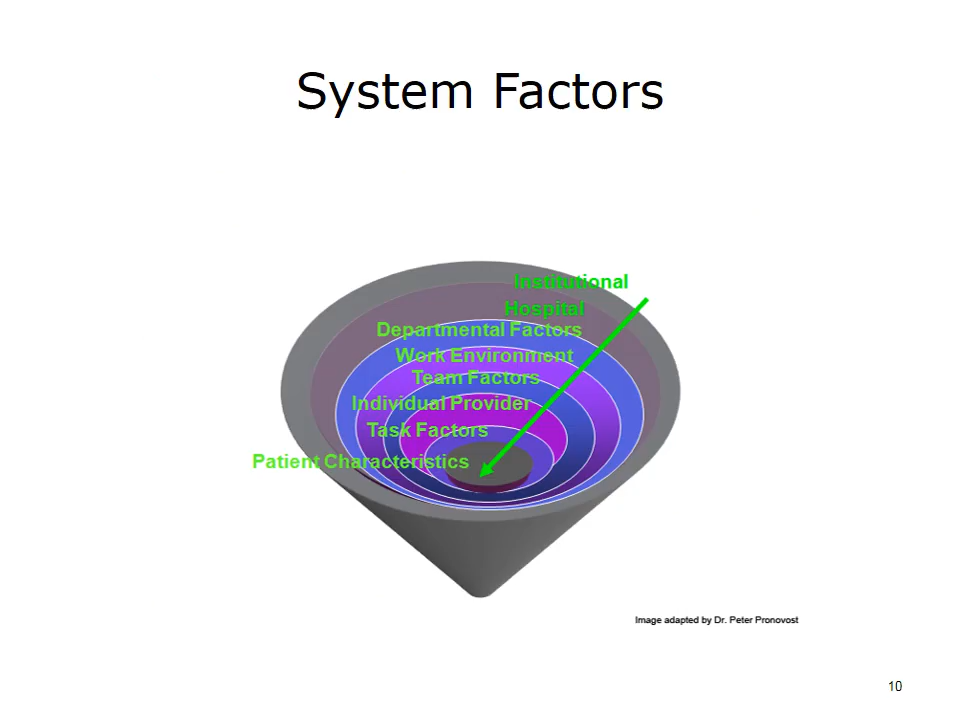 System Factors
Institutional
Hospital
Departmental Factors
Work Environment
Team Factors
Individual Provider
Task Factors
Patient Characteristics
Image adapted by Dr. Peter Pronovost
10